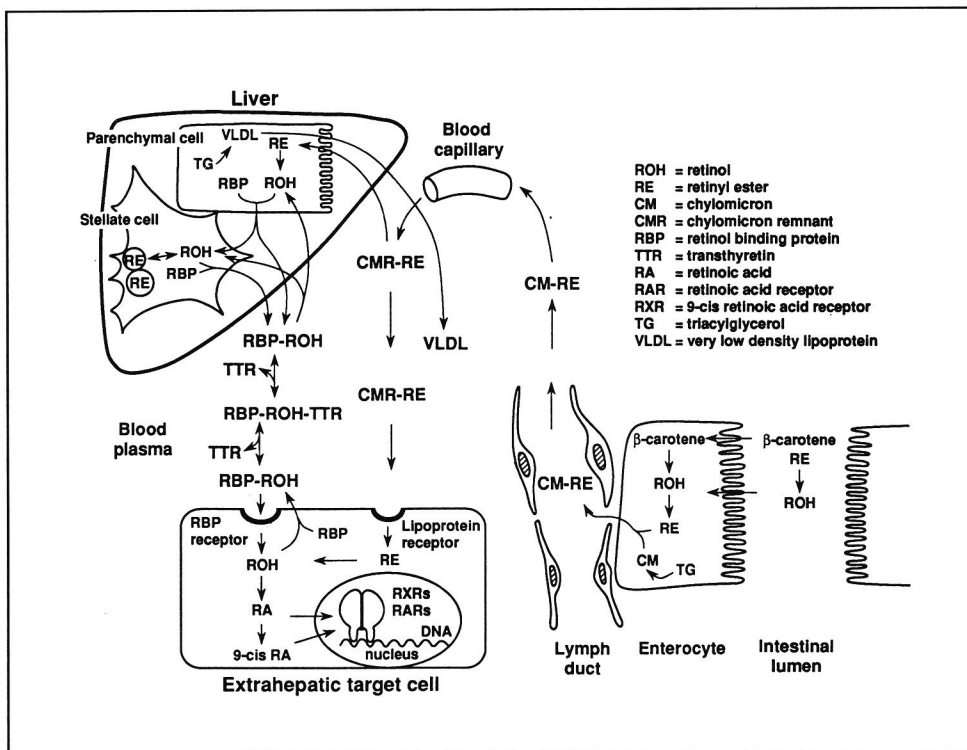 Liver
Parenchymal cell
VLDL
RE
TG
RBP
ROH
Stellate cell
RE
ROH
RE
RBP
Blood
capillary
CMR-RE
CM-RE
RBP-ROH
VLDL
TTR
CMR-RE
RBP-ROH-TTR
Blood
plasma
TTR
RBP-ROH
RBP
receptor
RBP
Lipoprotein
receptor
ROH
RE
RA
RXRs
RARs
DNA
9-cis RA
nucleus
Extrahepatic target cell
ROH = retinol
RE = retinyl ester
CM = chylomicron
CMR = chylomicron remnant
RBP = retinol binding protein
TTR = transthyretin
RA = retinoic acid
RAR = retinoic acid receptor
RXR = 9-cis retinoic acid receptor
TG = triacylglycerol
VLDL = very low density lipoprotein
CM-RE
β-carotene
ROH
RE
CM
TG
β-carotene
RE
ROH
Lymph
duct
Enterocyte
Intestinal
lumen